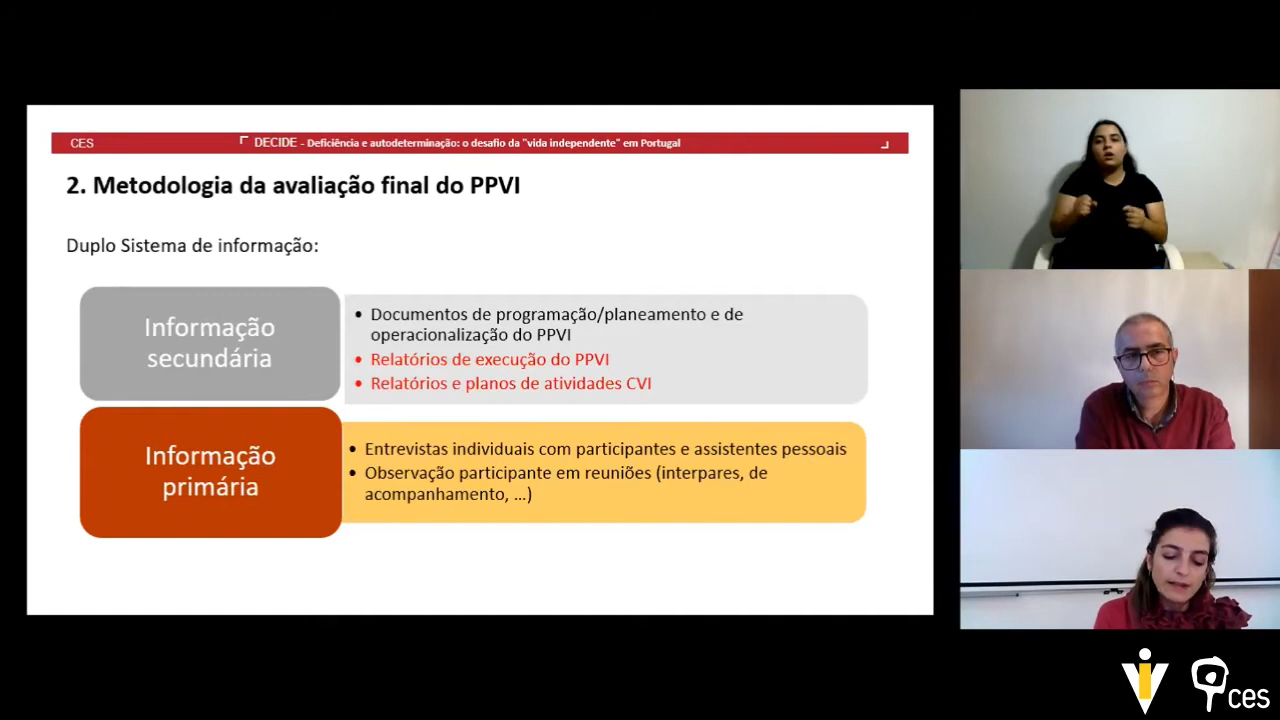 CES
DECIDE - Deficiência e autodeterminação: o desafio da "vida independente" em Portugal
2. Metodologia da avaliação final do PPVI
Duplo Sistema de informação:
Informação
secundária
• Documentos de programação/planeamento e de
operacionalização do PPVI
• Relatórios de execução do PPVI
• Relatórios e planos de atividades CVI
Informação
primária
• Entrevistas individuais com participantes e assistentes pessoais
• Observação participante em reuniões (interpares, de
acompanhamento, ...)
ces